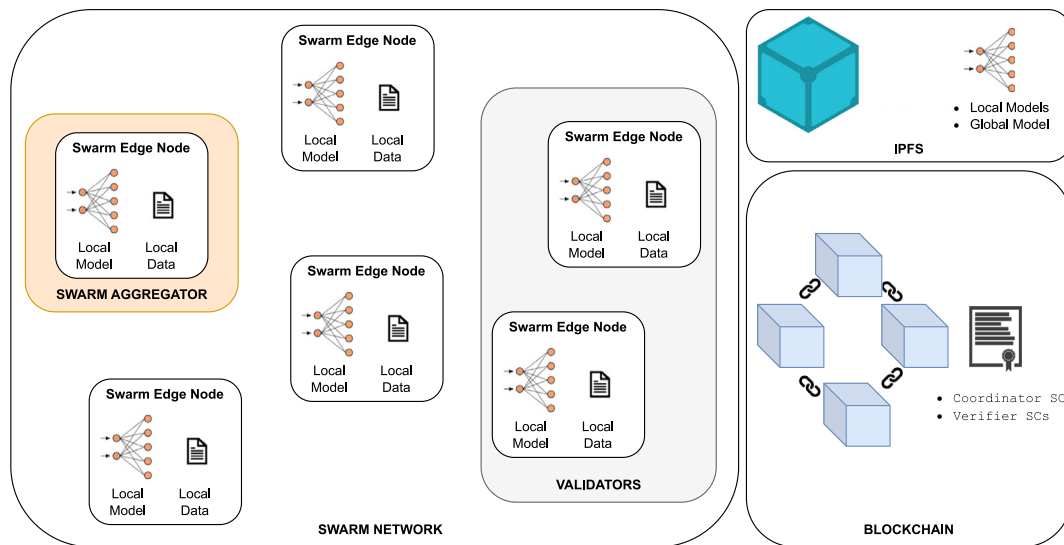 Swarm Edge Node
Local
Model
Local
Data
Swarm Edge Node
Local
Model
Local
Data
SWARM AGGREGATOR
Swarm Edge Node
Local
Model
Local
Data
Swarm Edge Node
Local
Model
Local
Data
Swarm Edge Node
Local
Model
Local
Data
Swarm Edge Node
Local
Model
Local
Data
VALIDATORS
SWARM NETWORK
• Local Models
• Global Model
IPFS
• Coordinator SC
• Verifier SCs
BLOCKCHAIN